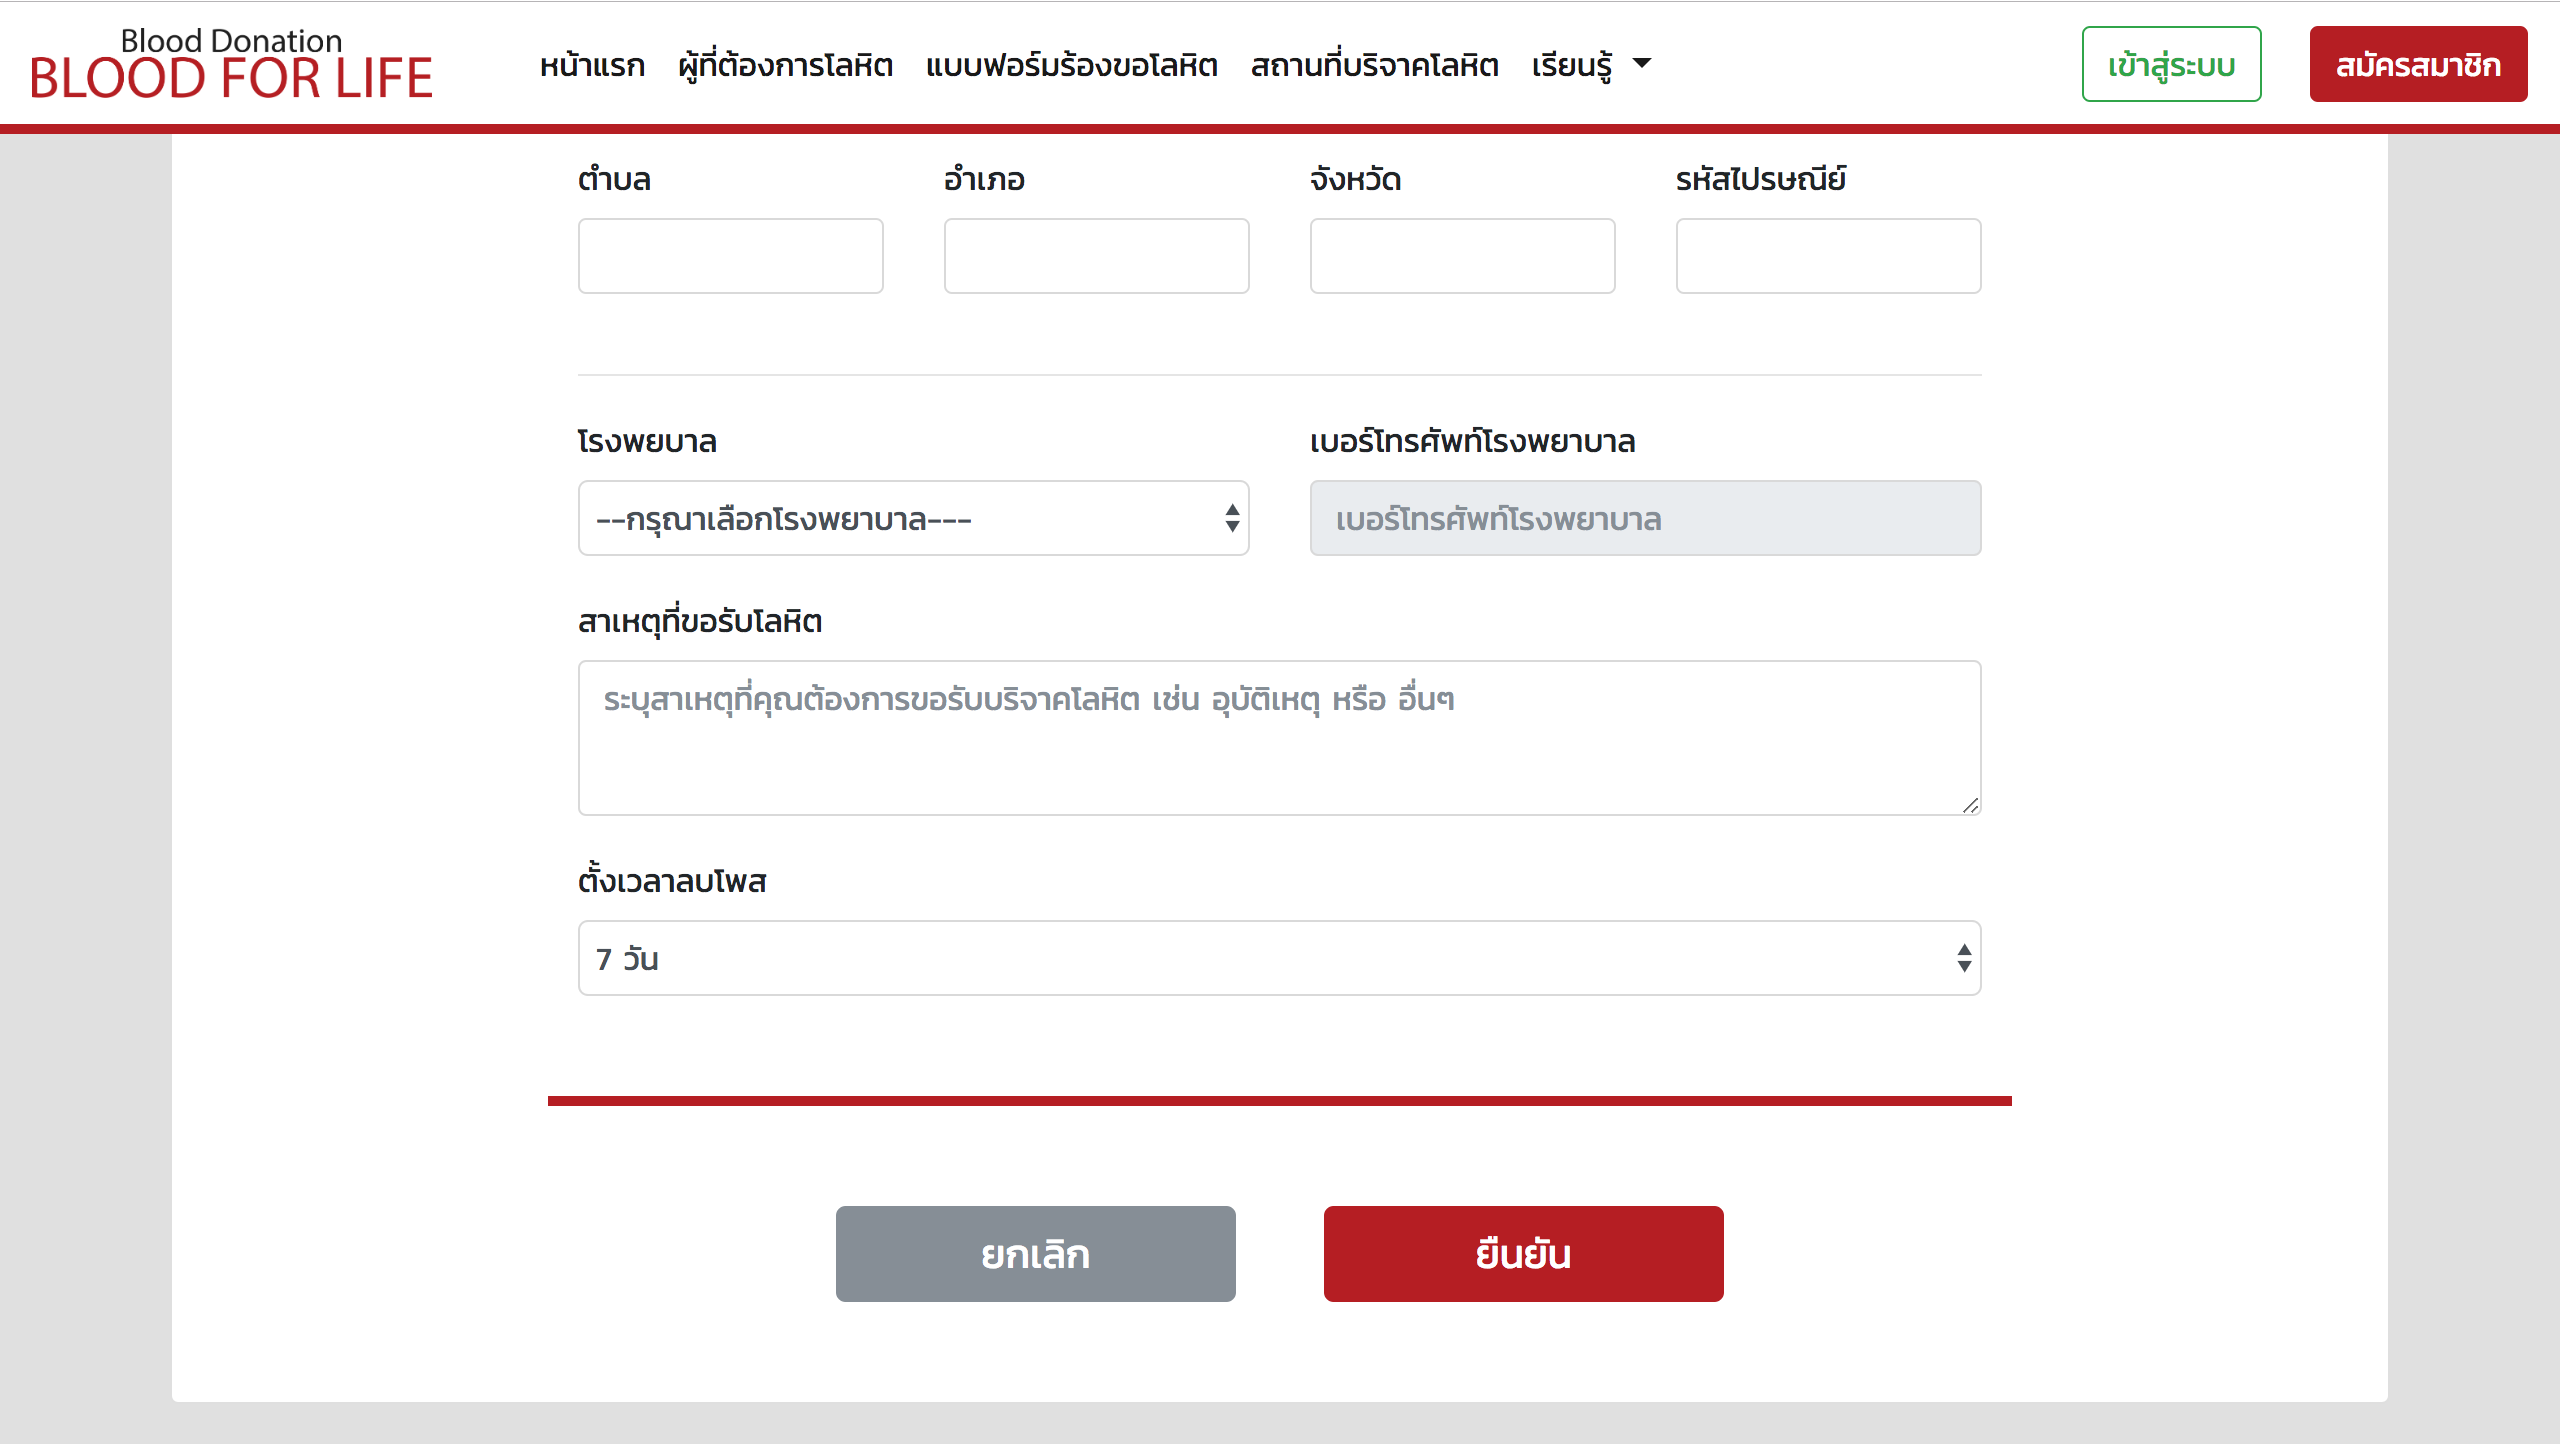 Blood Donation
BLOOD FOR LIFE
หน้าแรก ผู้ที่ต้องการโลหิต แบบฟอร์มร้องขอโลหิต สถานที่บริจาคโลหิต เรียนรู้ เข้าสู่ระบบ สมัครสมาชิก
ตำบล อำเภอ จังหวัด รหัสไปรษณีย์
โรงพยบาล เบอร์โทรศัพท์โรงพยาบาล
--กรุณาเลือกโรงพยาบาล--- เบอร์โทรศัพท์โรงพยาบาล
สาเหตุที่ขอรับโลหิต
ระบุสาเหตุที่คุณต้องการขอรับบริจาคโลหิต เช่น อุบัติเหตุ หรือ อื่นๆ
ตั้งเวลาลบโพส
7 วัน
ยกเลิก ยืนยัน